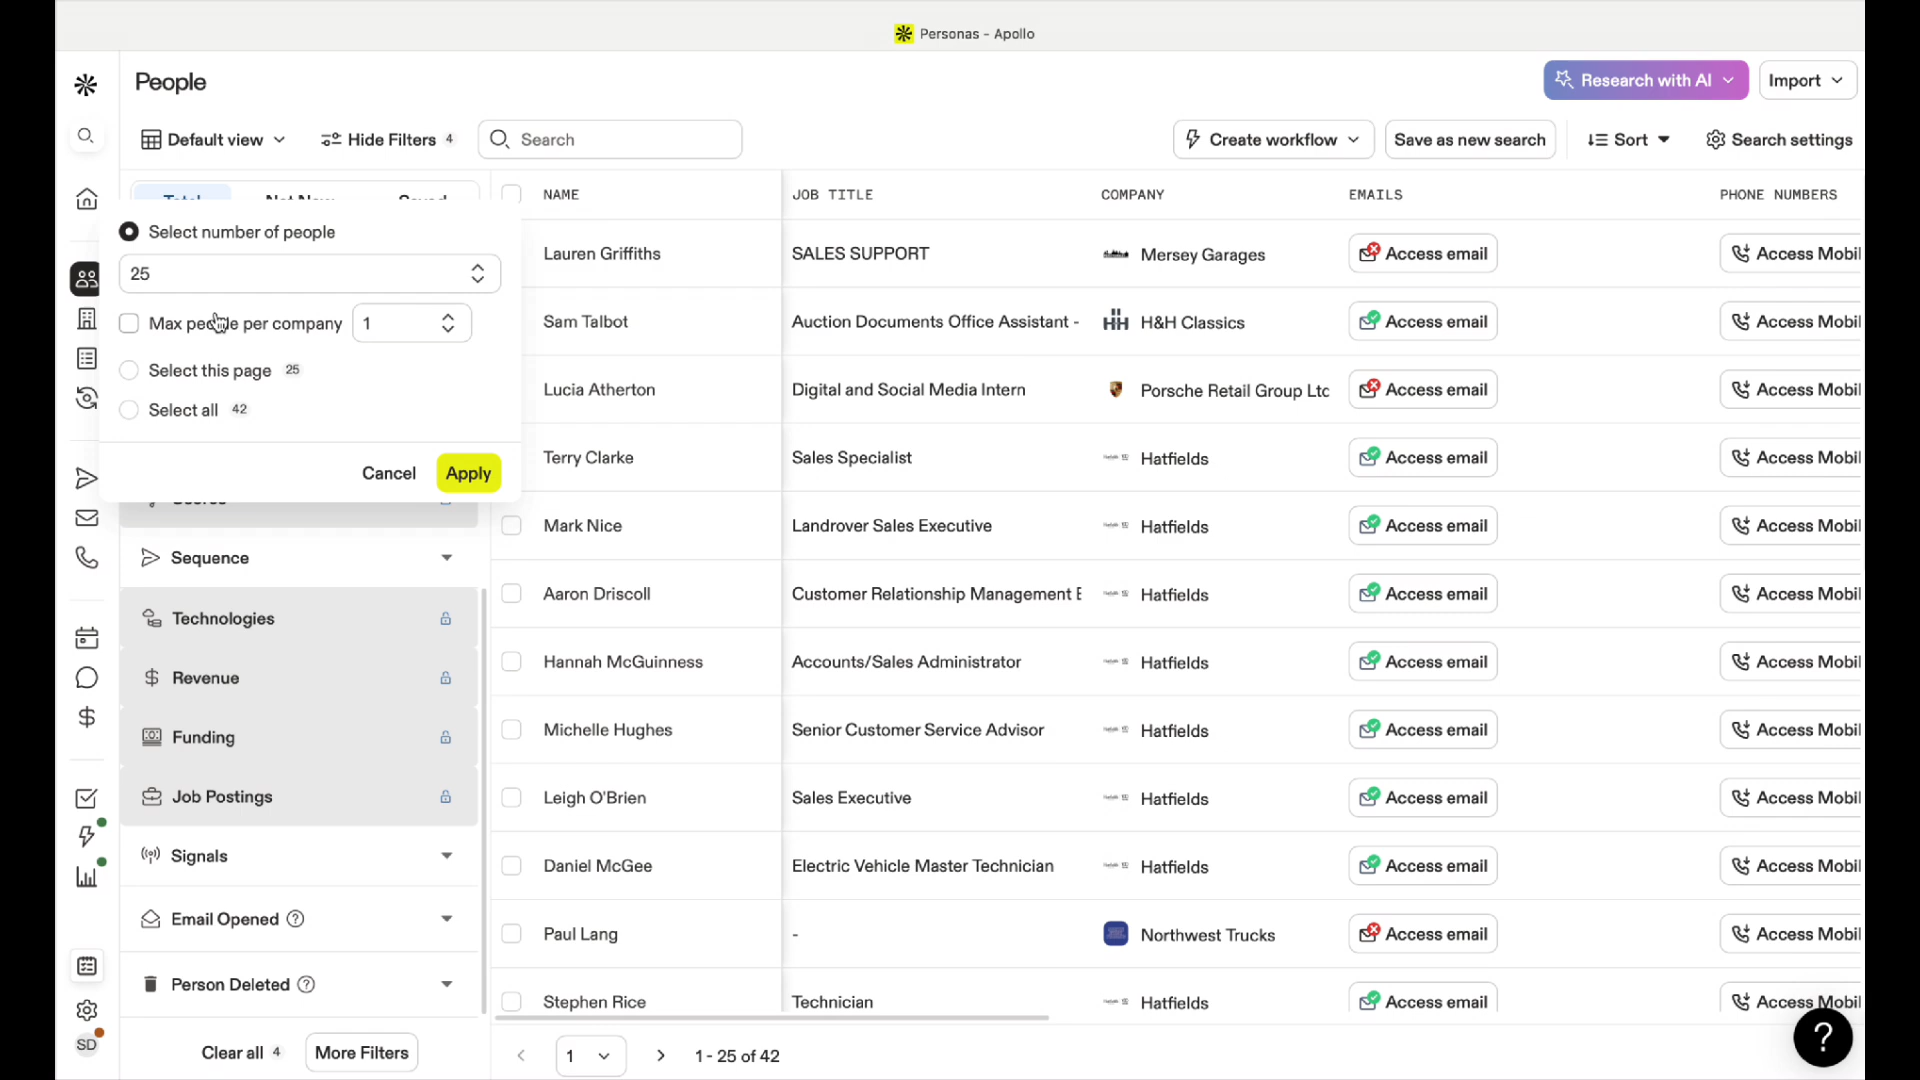 Personas - Apollo
People
Research with AI
Import
Default view
Hide Filters 4
Search
Create workflow
Save as new search
Sort
Search settings
Total
Saved
NAME
JOB TITLE
COMPANY
EMAILS
PHONE NUMBERS
Select number of people
25
Max people per company
1
Select this page 25
Select all 42
Cancel
Apply
Lauren Griffiths
SALES SUPPORT
Mersey Garages
Access email
Access Mobil
Sam Talbot
Auction Documents Office Assistant -
H&H Classics
Access email
Access Mobil
Lucia Atherton
Digital and Social Media Intern
Porsche Retail Group Ltd
Access email
Access Mobil
Terry Clarke
Sales Specialist
Hatfields
Access email
Access Mobil
Mark Nice
Landrover Sales Executive
Hatfields
Access email
Access Mobil
Aaron Driscoll
Customer Relationship Management E
Hatfields
Access email
Access Mobil
Hannah McGuinness
Accounts/Sales Administrator
Hatfields
Access email
Access Mobil
Michelle Hughes
Senior Customer Service Advisor
Hatfields
Access email
Access Mobil
Leigh O'Brien
Sales Executive
Hatfields
Access email
Access Mobil
Daniel McGee
Electric Vehicle Master Technician
Hatfields
Access email
Access Mobil
Paul Lang
-
Northwest Trucks
Access email
Access Mobil
Stephen Rice
Technician
Hatfields
Access email
Access Mobil
Sequence
Technologies
Revenue
Funding
Job Postings
Signals
Email Opened ?
Person Deleted ?
Clear all 4
More Filters
SD
1
1 - 25 of 42
?